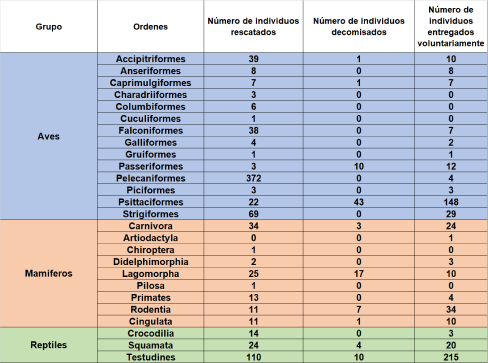 Grupo Ordenes Número de individuos rescatados Número de individuos decomisados Número de individuos entregados voluntariamente
Aves
Accipitriformes 39 1 10
Anseriformes 8 0 8
Caprimulgiformes 7 1 7
Charadriiformes 3 0 0
Columbiformes 6 0 0
Cuculiformes 1 0 0
Falconiformes 38 0 7
Galliformes 4 0 2
Gruiformes 1 0 1
Passeriformes 3 10 12
Pelecaniformes 372 0 4
Piciformes 3 0 3
Psittaciformes 22 43 148
Strigiformes 69 0 29
Mamíferos
Carnivora 34 3 24
Artiodactyla 0 0 1
Chiroptera 1 0 0
Didelphimorphia 2 0 3
Lagomorpha 25 17 10
Pilosa 1 0 0
Primates 13 0 4
Rodentia 11 7 34
Cingulata 11 1 10
Reptiles
Crocodilia 14 0 3
Squamata 24 4 20
Testudines 110 10 215